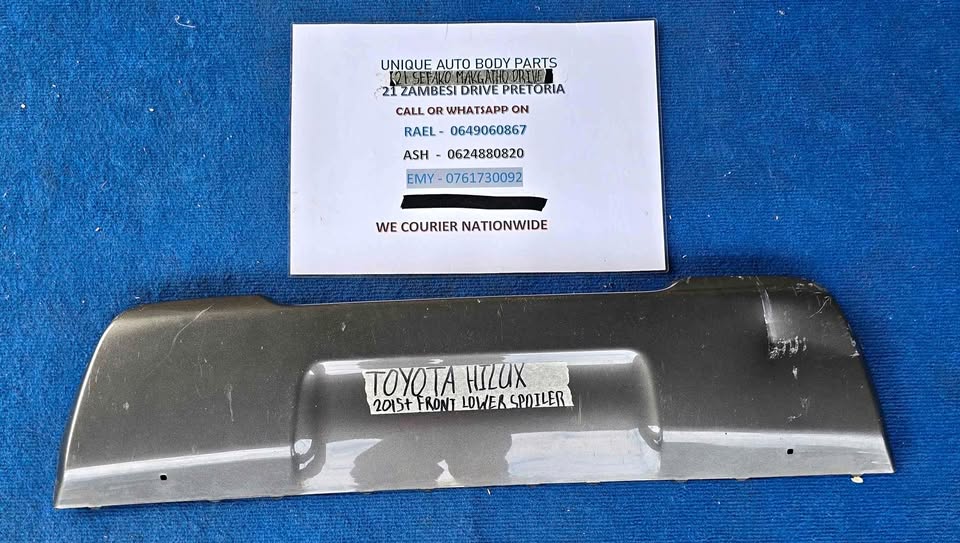 UNIQUE AUTO BODY PARTS
621 SEFAKO MAKGATHO DRIVE
21 ZAMBESI DRIVE PRETORIA
CALL OR WHATSAPP ON
RAEL - 0649060867
ASH - 0624880820
EMY - 0761730092
WE COURIER NATIONWIDE
TOYOTA HILUX
2015+ FRONT LOWER SPOILER